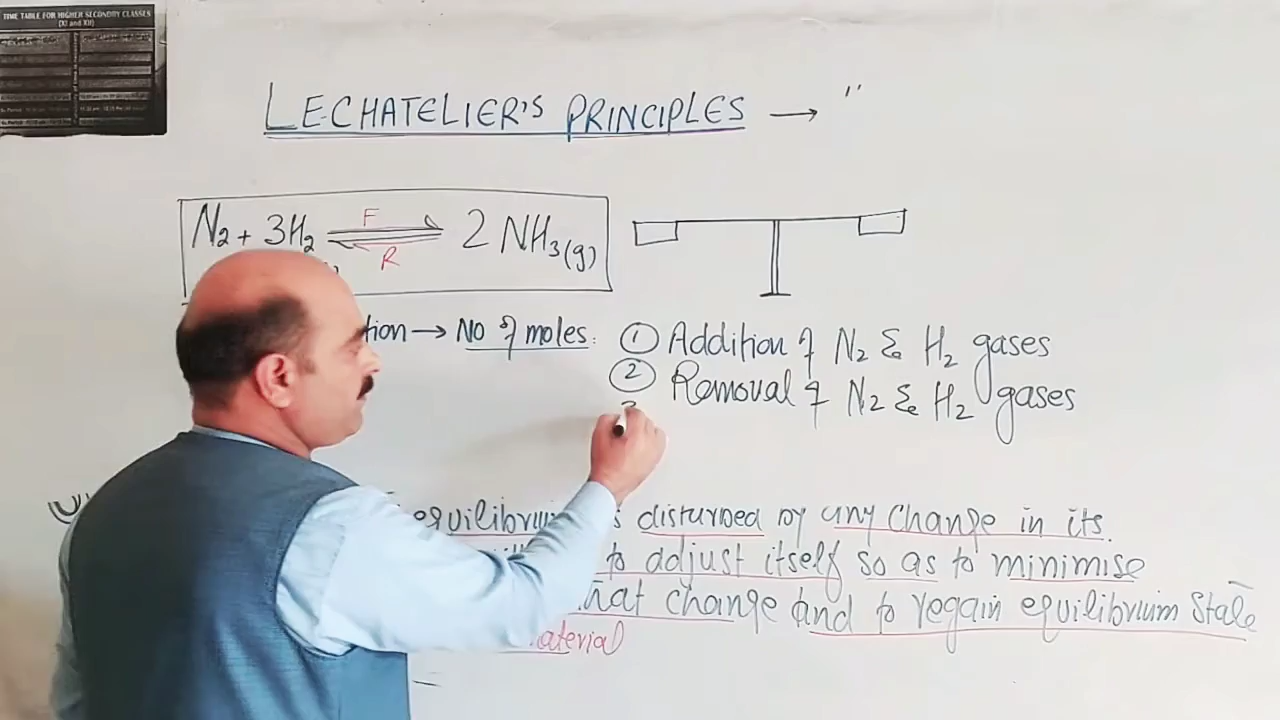 TIME TABLE FOR HIGHER SECONDRY CLASSES
(XI and XII)
LECHATELIER'S PRINCIPLES → "
N₂ + 3H₂ ⇌ 2 NH₃(g)
F
R
tion → No of moles: ① Addition of N₂ & H₂ gases
② Removal of N₂ & H₂ gases
equilibrium is disturbed by any change in its.
to adjust itself so as to minimise
that change and to regain equilibrium state
aterial